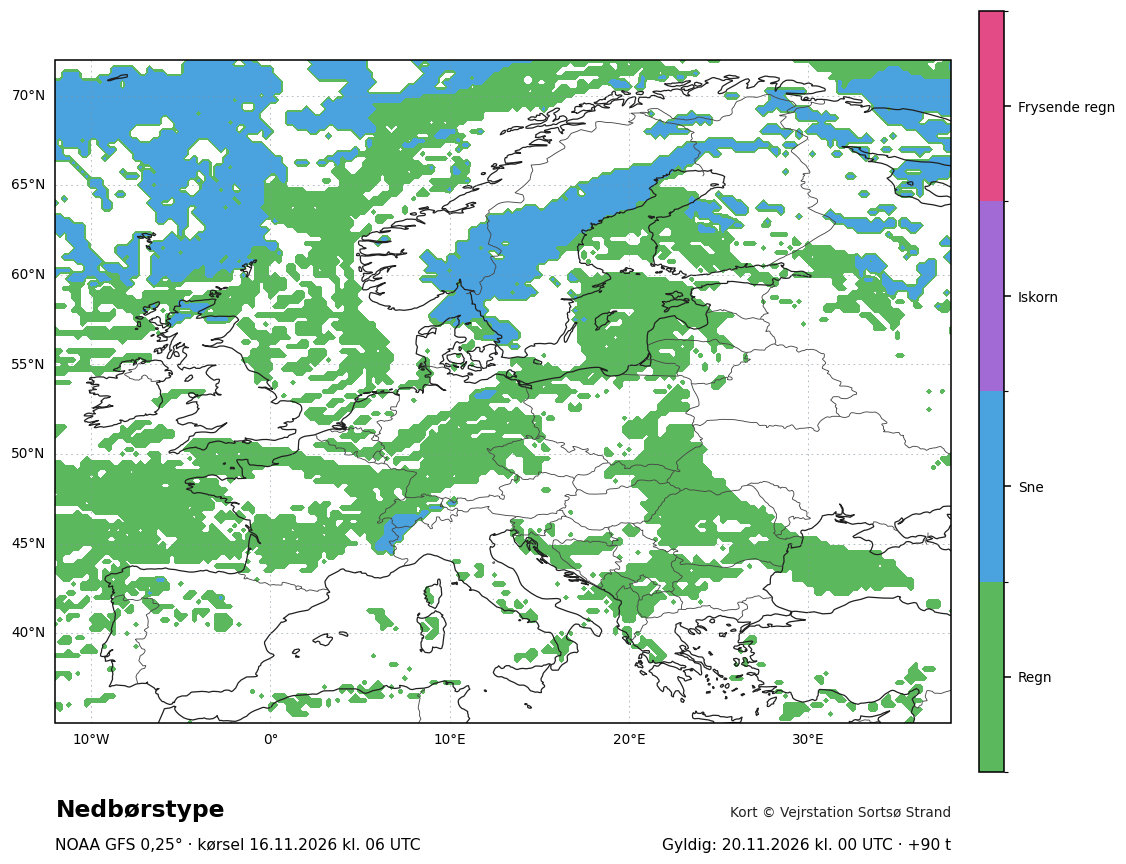 70°N
65°N
60°N
55°N
50°N
45°N
40°N
10°W
0°
10°E
20°E
30°E
Frysende regn
Iskorn
Sne
Regn
Nedbørstype
Kort © Vejrstation Sortsø Strand
NOAA GFS 0,25° · kørsel 16.11.2026 kl. 06 UTC
Gyldig: 20.11.2026 kl. 00 UTC · +90 t